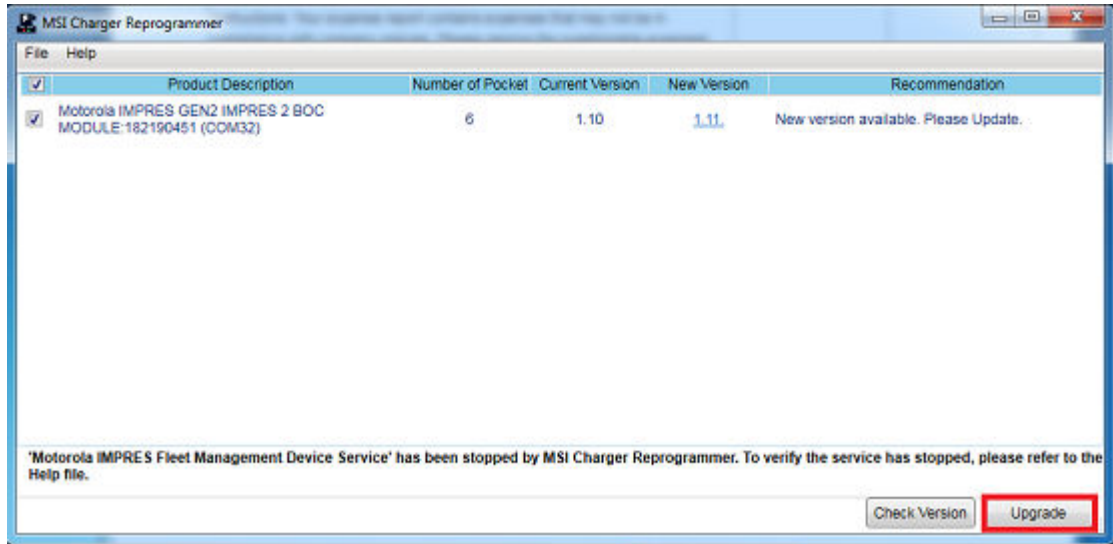 MSI Charger Reprogrammer
File Help
Product Description Number of Pocket Current Version New Version Recommendation
Motorola IMPRES GEN2 IMPRES 2 BOC
MODULE:182190451 (COM32) 6 1.10 1.11. New version available. Please Update.
'Motorola IMPRES Fleet Management Device Service' has been stopped by MSI Charger Reprogrammer. To verify the service has stopped, please refer to the
Help file.
Check Version Upgrade